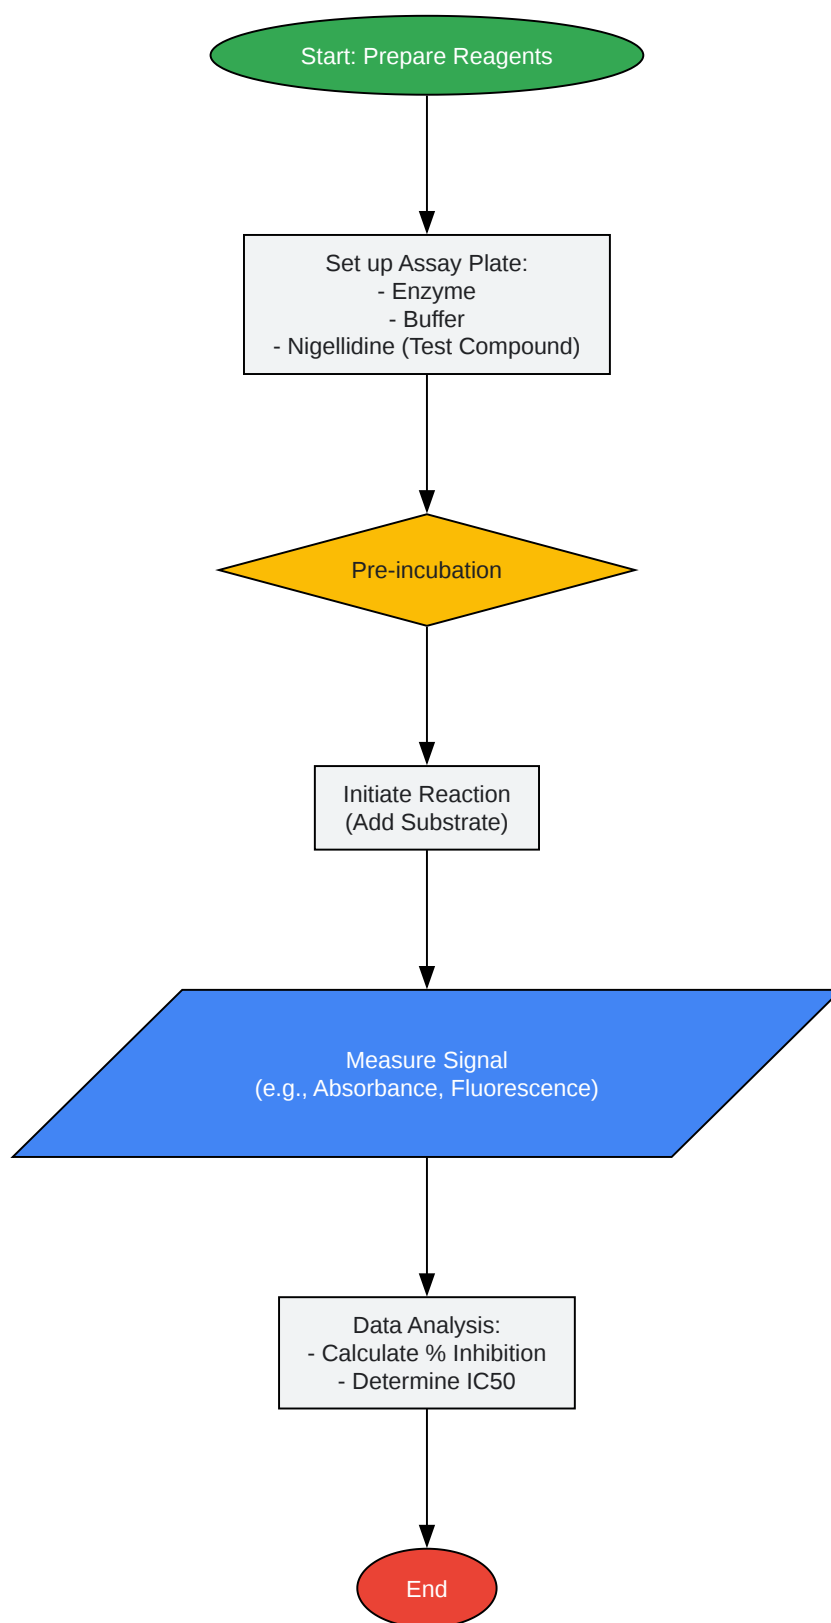 Start: Prepare Reagents
Set up Assay Plate:
- Enzyme
- Buffer
- Nigellidine (Test Compound)
Pre-incubation
Initiate Reaction
(Add Substrate)
Measure Signal
(e.g., Absorbance, Fluorescence)
Data Analysis:
- Calculate % Inhibition
- Determine IC50
End